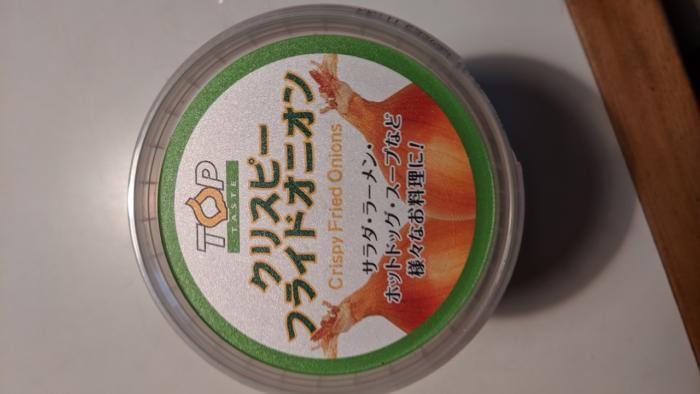 TOP
TASTE
クリスピー
フライドオニオン
Crispy Fried Onions
サラダ・ラーメン・
ホットドッグ・スープなど
様々なお料理に!